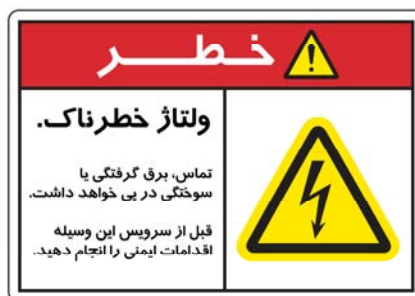 خطر
ولتاژ خطرناک.
تماس، برق گرفتگی یا
سوختگی در پی خواهد داشت.
قبل از سرویس این وسیله
اقدامات ایمنی را انجام دهید.